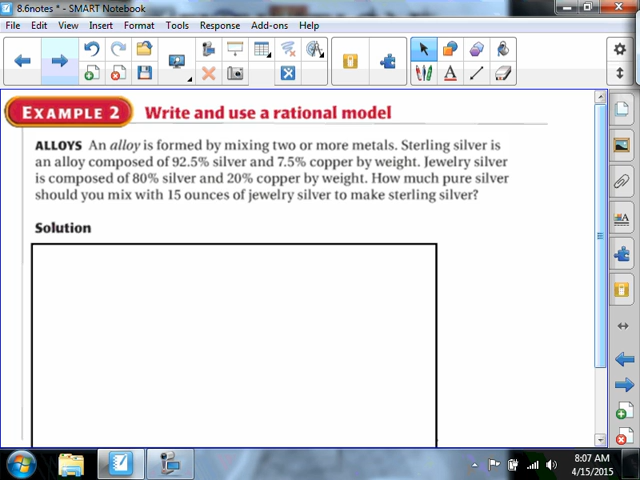 8.6notes * - SMART Notebook
File Edit View Insert Format Tools Response Add-ons Help
EXAMPLE 2 Write and use a rational model
ALLOYS An alloy is formed by mixing two or more metals. Sterling silver is
an alloy composed of 92.5% silver and 7.5% copper by weight. Jewelry silver
is composed of 80% silver and 20% copper by weight. How much pure silver
should you mix with 15 ounces of jewelry silver to make sterling silver?
Solution
8:07 AM
4/15/2015